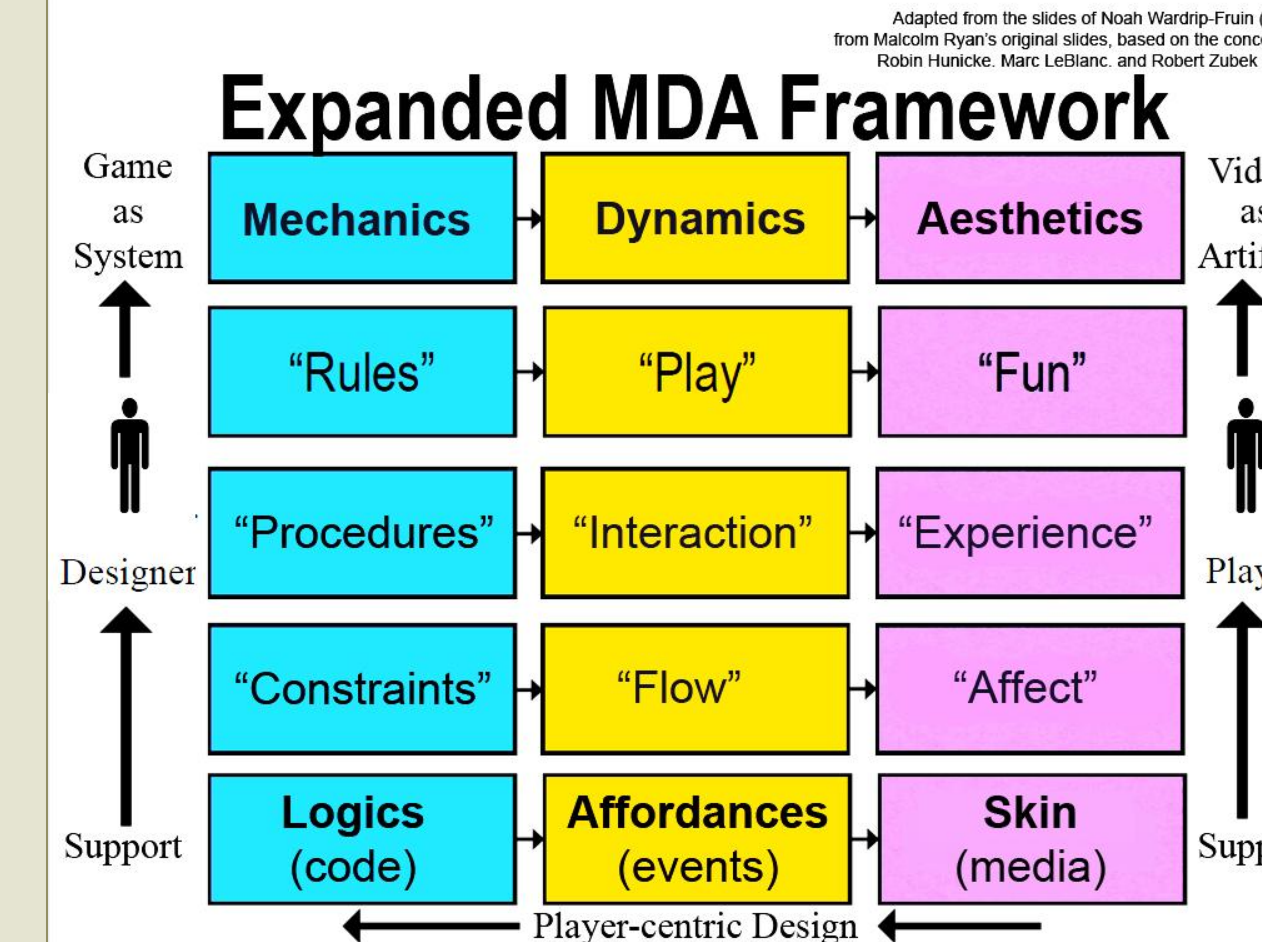 Adapted from the slides of Noah Wardrip-Fruin (
from Malcolm Ryan's original slides, based on the
Robin Hunicke. Marc LeBlanc. and Robert Zubek
Expanded MDA Framework
Game
as
System
Mechanics
Dynamics
Aesthetics
“Rules”
“Play”
“Fun”
“Procedures”
“Interaction”
“Experience”
Designer
“Constraints”
“Flow”
“Affect”
Support
Logics
(code)
Affordances
(events)
Skin
(media)
Player-centric Design